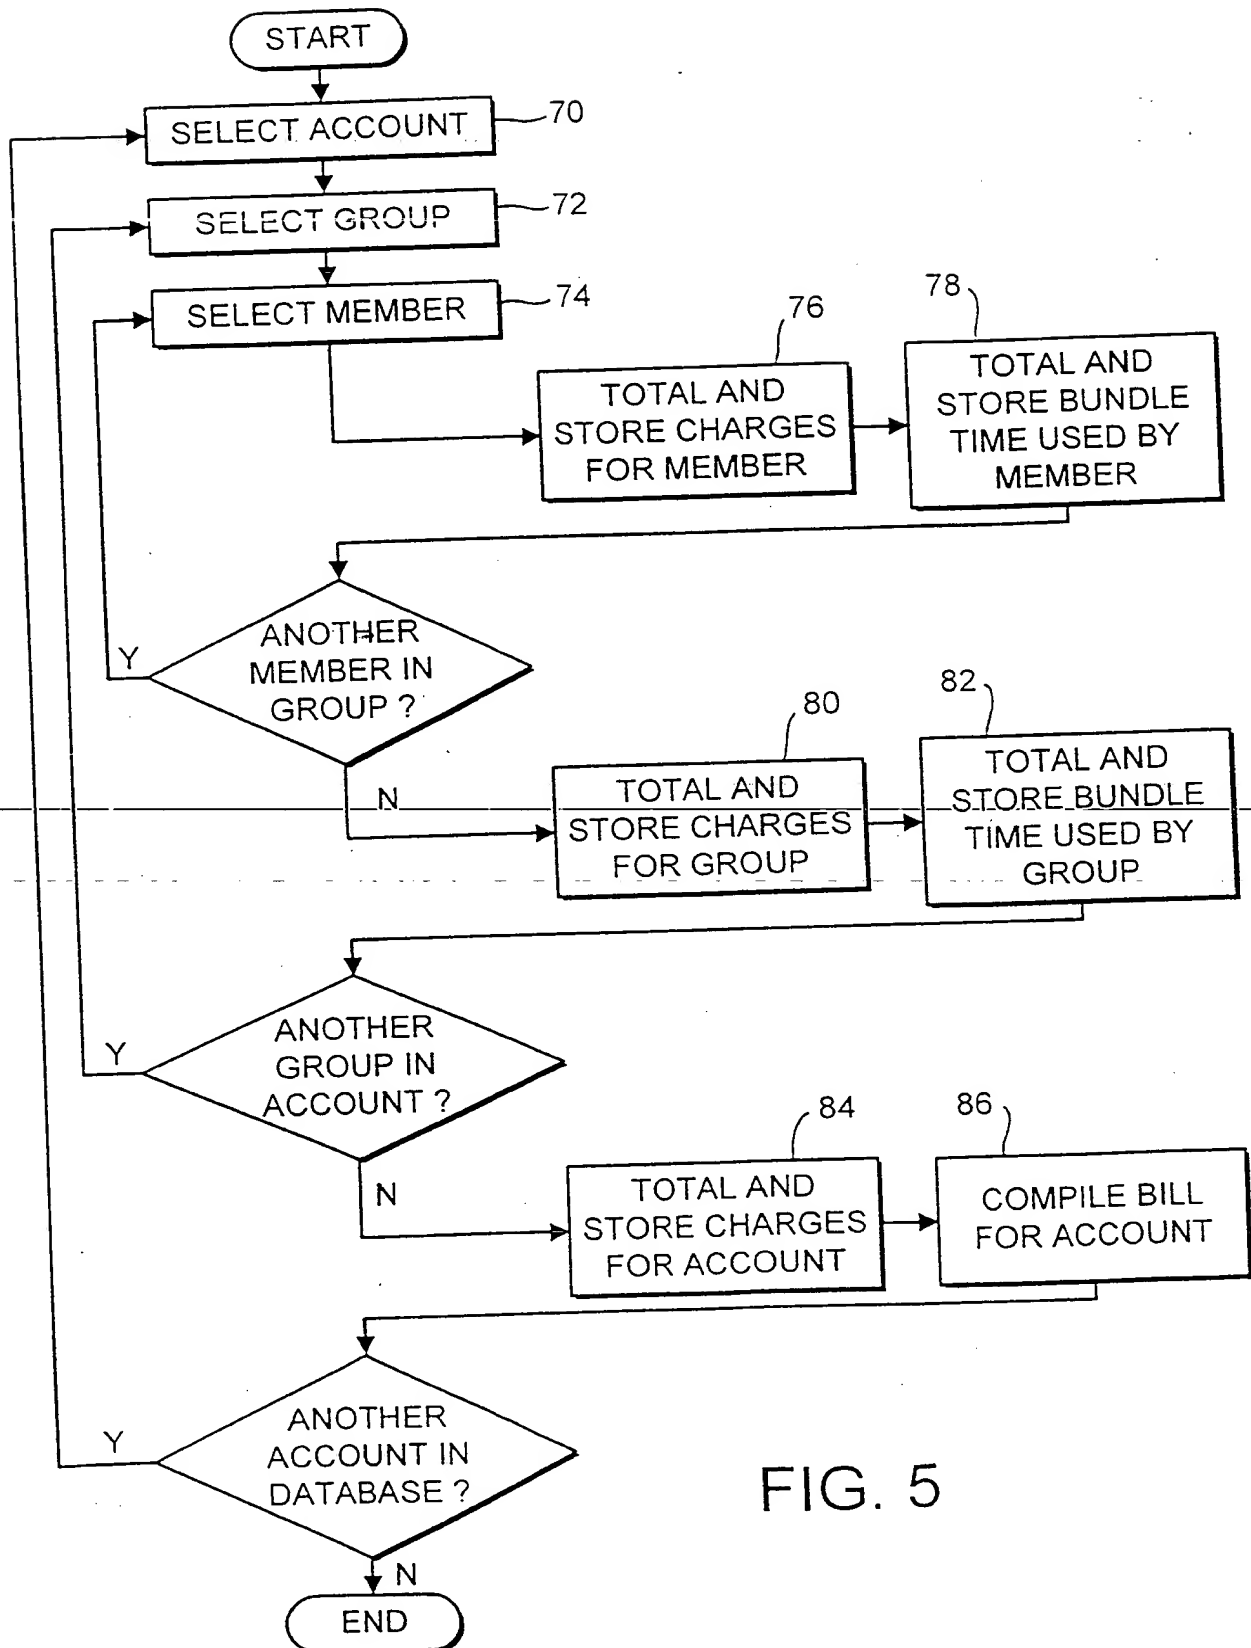 START
SELECT ACCOUNT
70
SELECT GROUP
72
SELECT MEMBER
74
76
TOTAL AND
STORE CHARGES
FOR MEMBER
78
TOTAL AND
STORE BUNDLE
TIME USED BY
MEMBER
ANOTHER
MEMBER IN
GROUP ?
Y
N
80
TOTAL AND
STORE CHARGES
FOR GROUP
82
TOTAL AND
STORE BUNDLE
TIME USED BY
GROUP
ANOTHER
GROUP IN
ACCOUNT ?
Y
N
84
TOTAL AND
STORE CHARGES
FOR ACCOUNT
86
COMPILE BILL
FOR ACCOUNT
ANOTHER
ACCOUNT IN
DATABASE ?
Y
N
END
FIG. 5